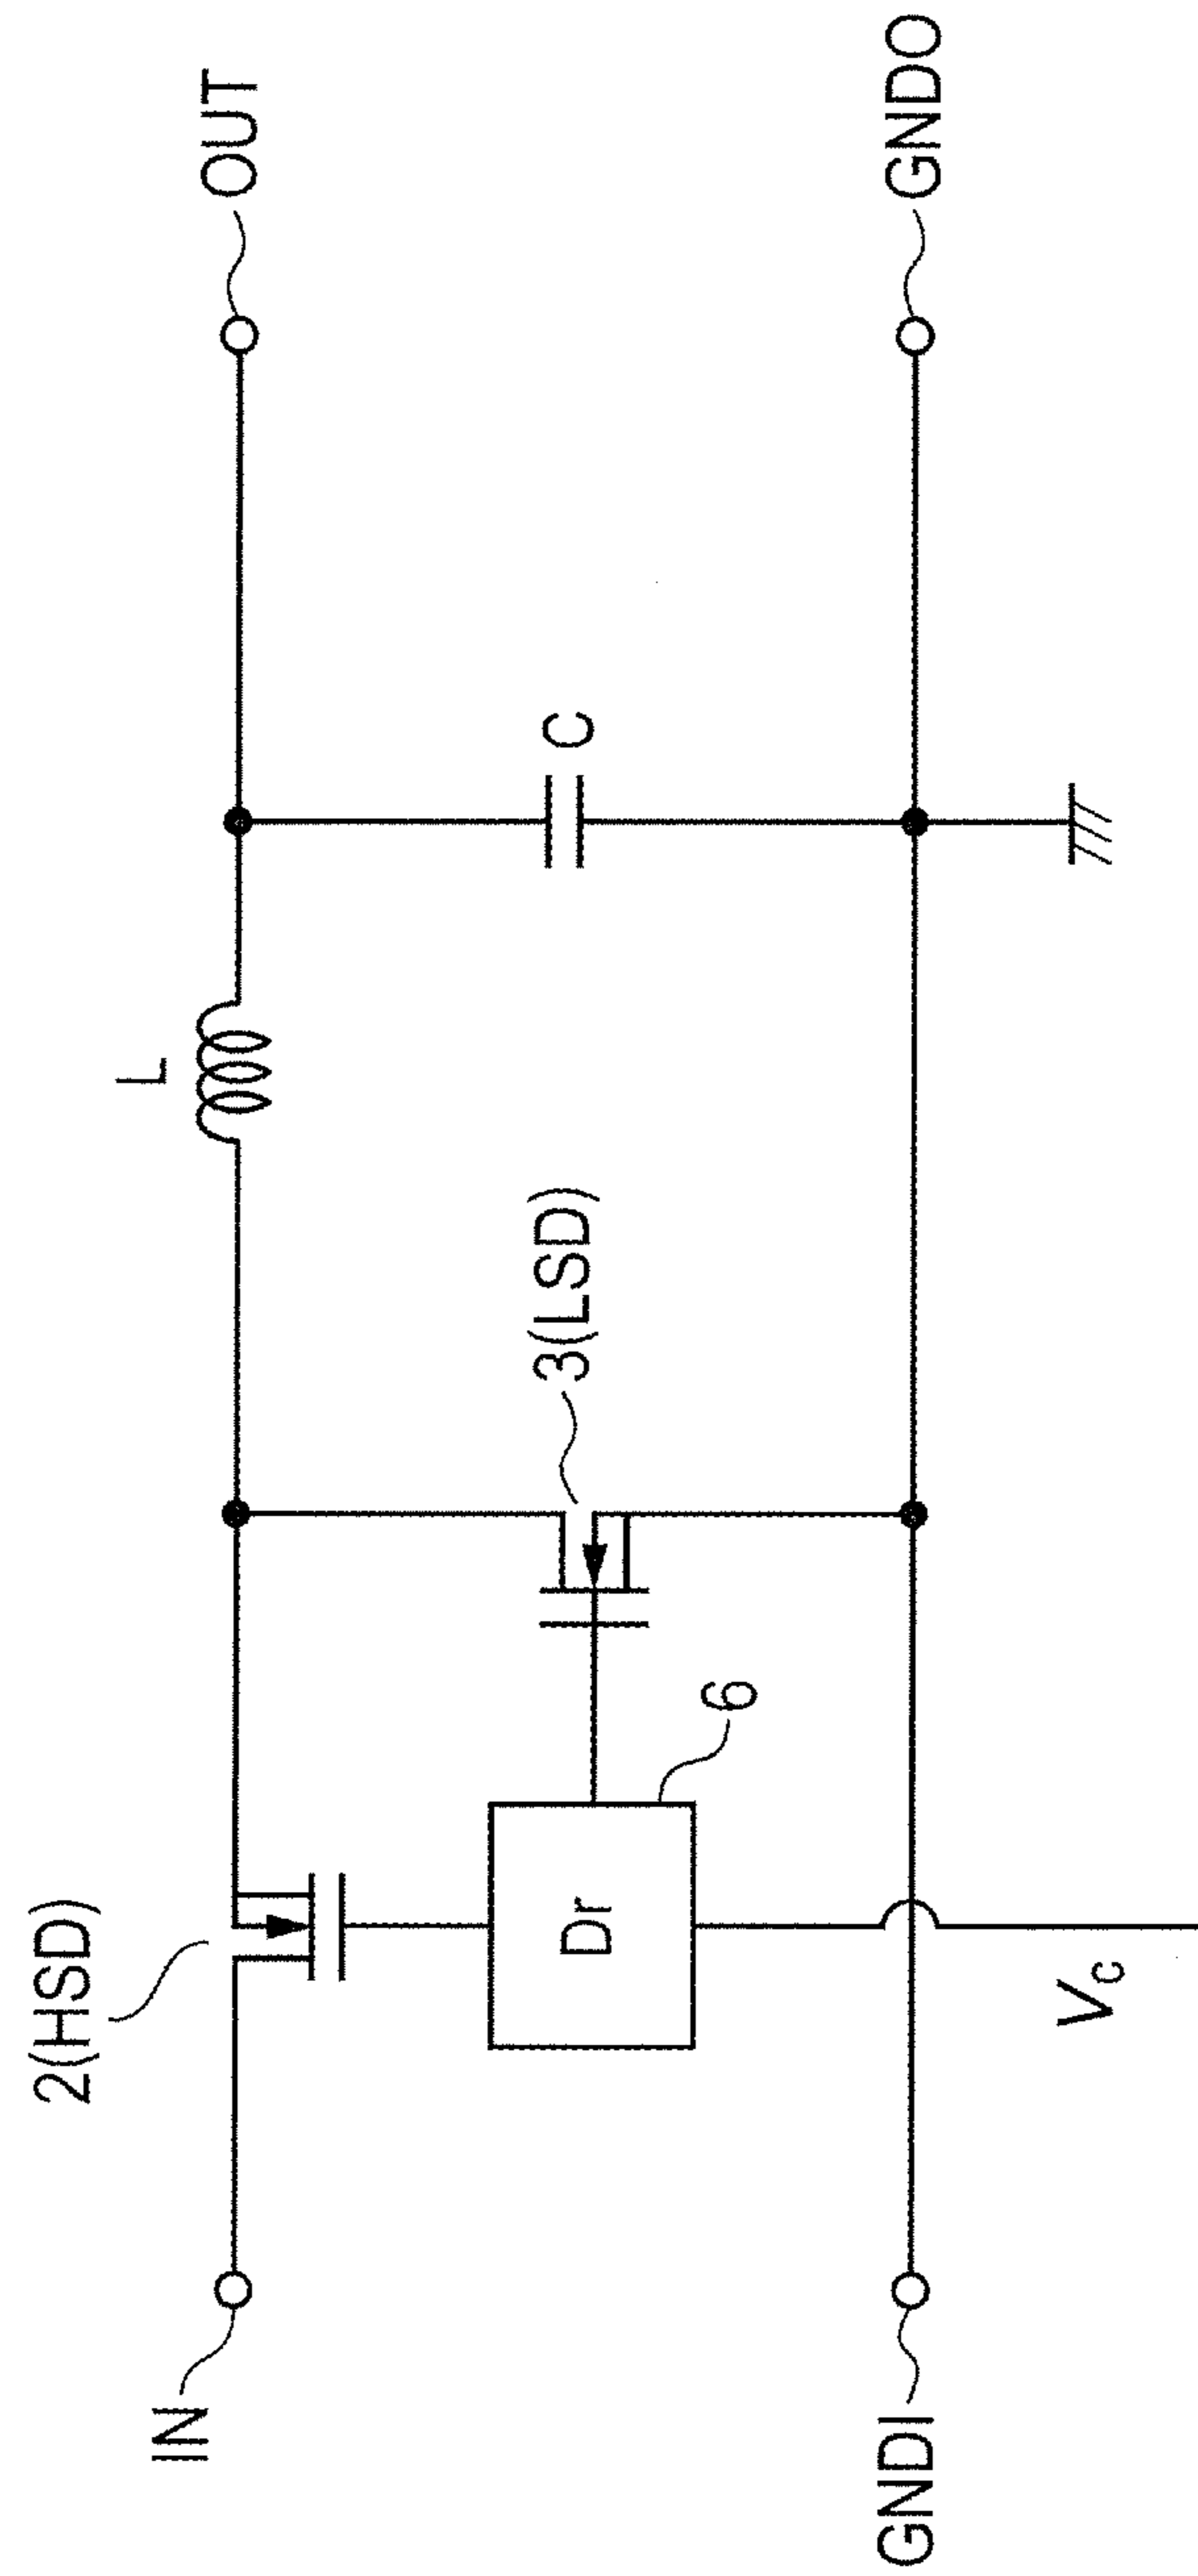 2(HSD)
IN
L
OUT
3(LSD)
C
Dr
6
GNDI
GNDO
Vc